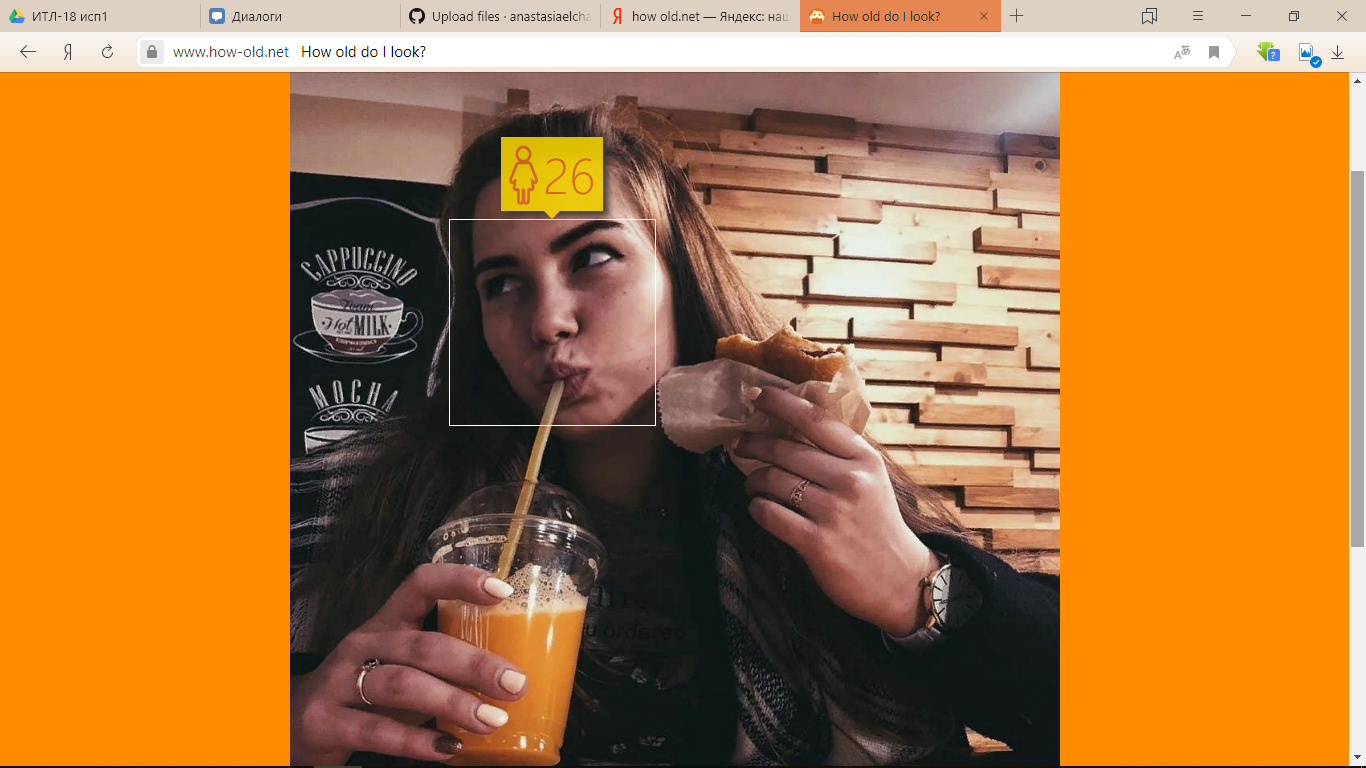 ИТЛ-18 исп1
Диалоги
Upload files · anastasiaelcha
how old.net — Яндекс: наш
How old do I look?
Я
www.how-old.net How old do I look?
26
CAPPUCCINO
Hot MILK
MOCHA
u.ordered